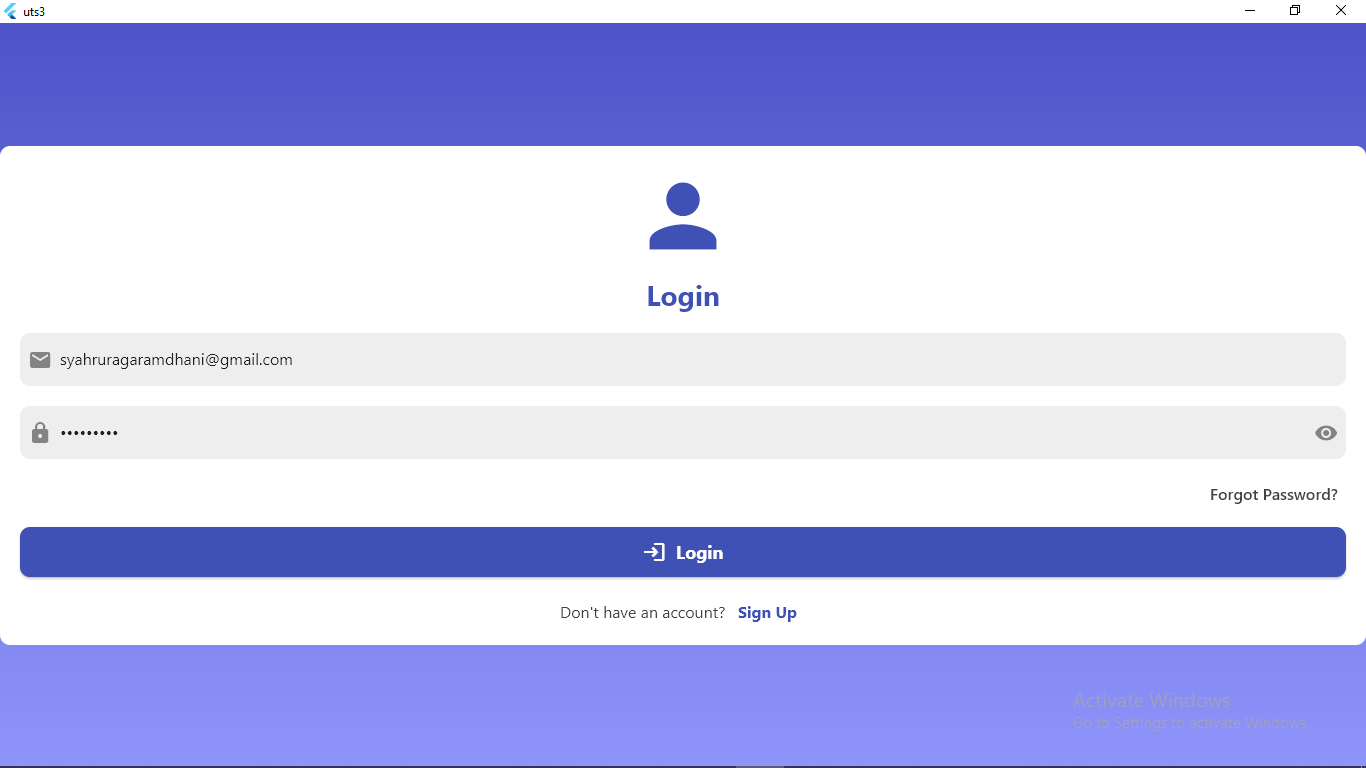 uts3
Login
syahruragaramdhani@gmail.com
•••••••••
Forgot Password?
Login
Don't have an account? Sign Up
Activate Windows
Go to Settings to activate Windows.